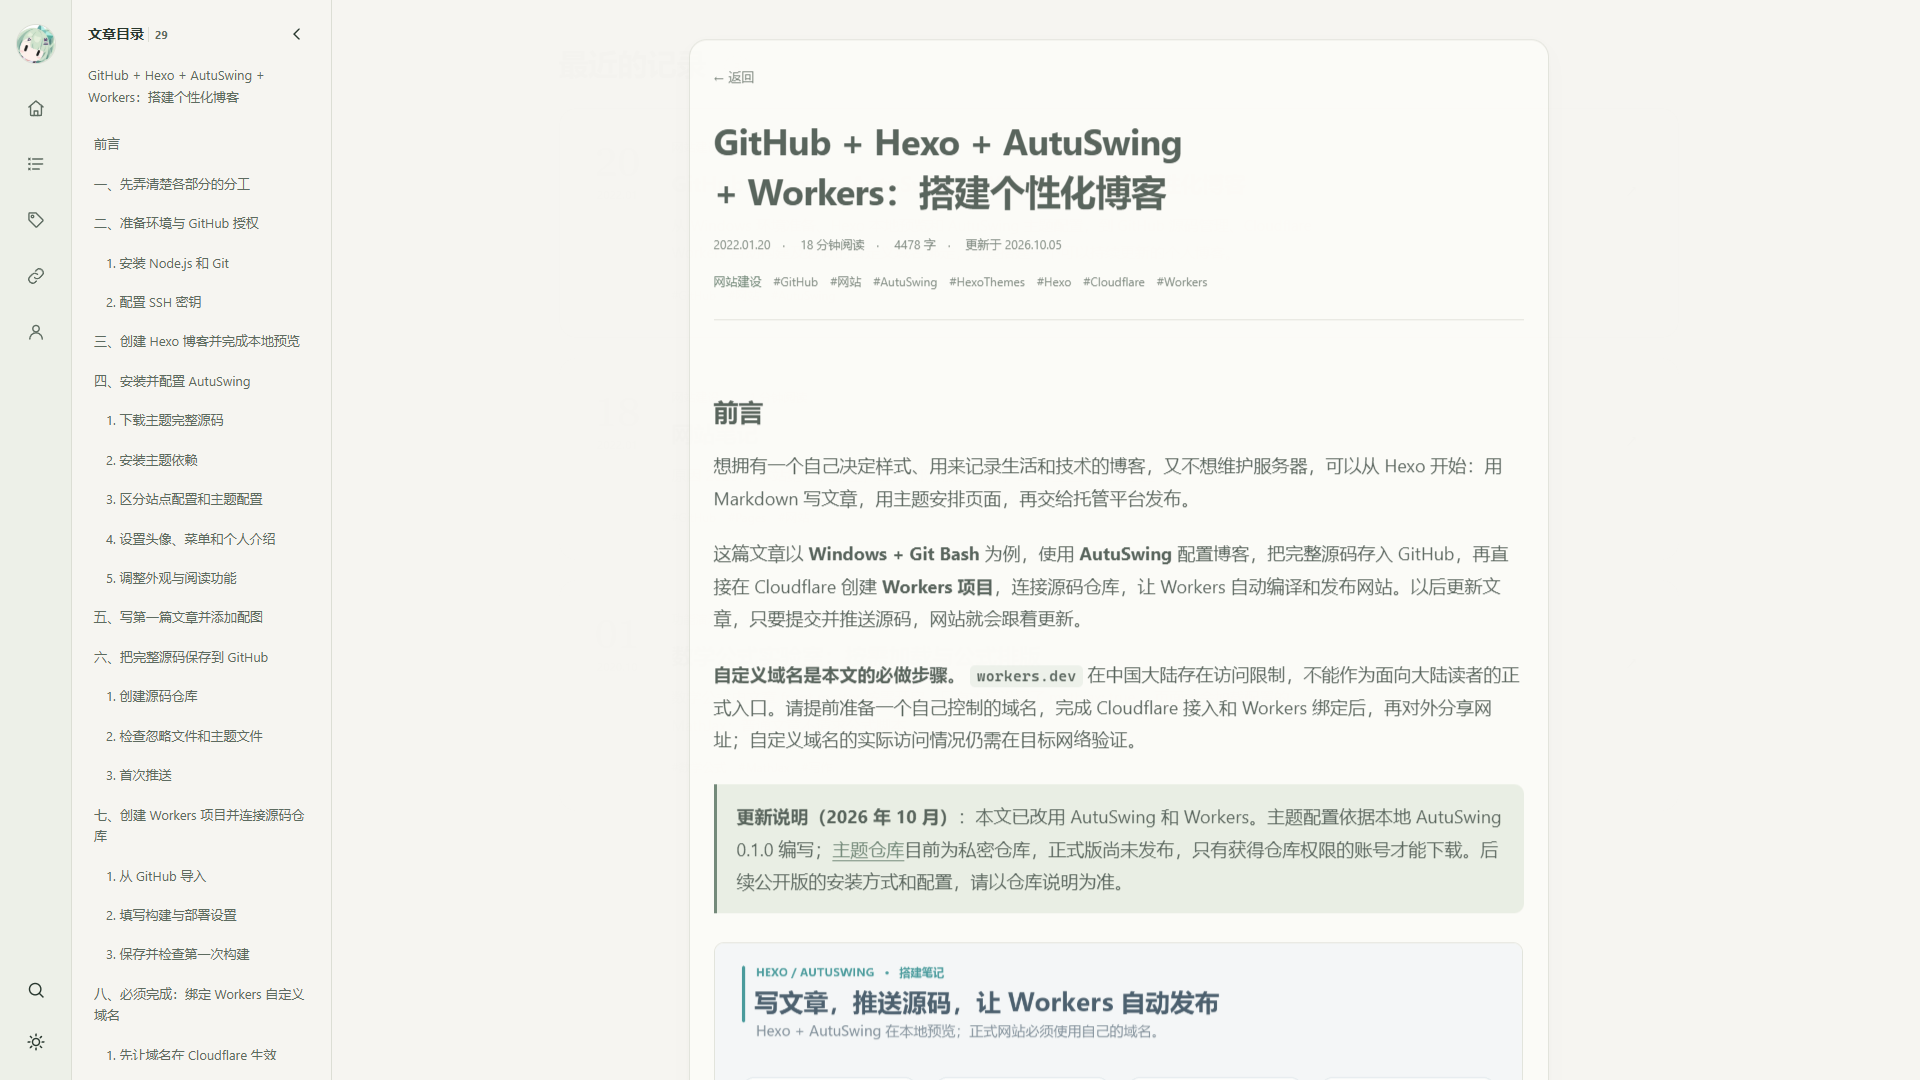 文章目录 29
GitHub + Hexo + AutuSwing +
Workers：搭建个性化博客
前言
一、先弄清楚各部分的分工
二、准备环境与 GitHub 授权
1. 安装 Node.js 和 Git
2. 配置 SSH 密钥
三、创建 Hexo 博客并完成本地预览
四、安装并配置 AutuSwing
1. 下载主题完整源码
2. 安装主题依赖
3. 区分站点配置和主题配置
4. 设置头像、菜单和个人介绍
5. 调整外观与阅读功能
五、写第一篇文章并添加配图
六、把完整源码保存到 GitHub
1. 创建源码仓库
2. 检查忽略文件和主题文件
3. 首次推送
七、创建 Workers 项目并连接源码仓
库
1. 从 GitHub 导入
2. 填写构建与部署设置
3. 保存并检查第一次构建
八、必须完成：绑定 Workers 自定义
域名
1. 先让域名在 Cloudflare 生效
最近的记
← 返回
GitHub + Hexo + AutuSwing
+ Workers：搭建个性化博客
2022.01.20 · 18 分钟阅读 · 4478 字 · 更新于 2026.10.05
网站建设 #GitHub #网站 #AutuSwing #HexoThemes #Hexo #Cloudflare #Workers
前言
想拥有一个自己决定样式、用来记录生活和技术的博客，又不想维护服务器，可以从 Hexo 开始：用
Markdown 写文章，用主题安排页面，再交给托管平台发布。
这篇文章以 Windows + Git Bash 为例，使用 AutuSwing 配置博客，把完整源码存入 GitHub，再直
接在 Cloudflare 创建 Workers 项目，连接源码仓库，让 Workers 自动编译和发布网站。以后更新文
章，只要提交并推送源码，网站就会跟着更新。
自定义域名是本文的必做步骤。 workers.dev 在中国大陆存在访问限制，不能作为面向大陆读者的正
式入口。请提前准备一个自己控制的域名，完成 Cloudflare 接入和 Workers 绑定后，再对外分享网
址；自定义域名的实际访问情况仍需在目标网络验证。
更新说明（2026 年 10 月）：本文已改用 AutuSwing 和 Workers。主题配置依据本地 AutuSwing
0.1.0 编写；主题仓库目前为私密仓库，正式版尚未发布，只有获得仓库权限的账号才能下载。后
续公开版的安装方式和配置，请以仓库说明为准。
HEXO / AUTUSWING • 搭建笔记
写文章，推送源码，让 Workers 自动发布
Hexo + AutuSwing 在本地预览；正式网站必须使用自己的域名。